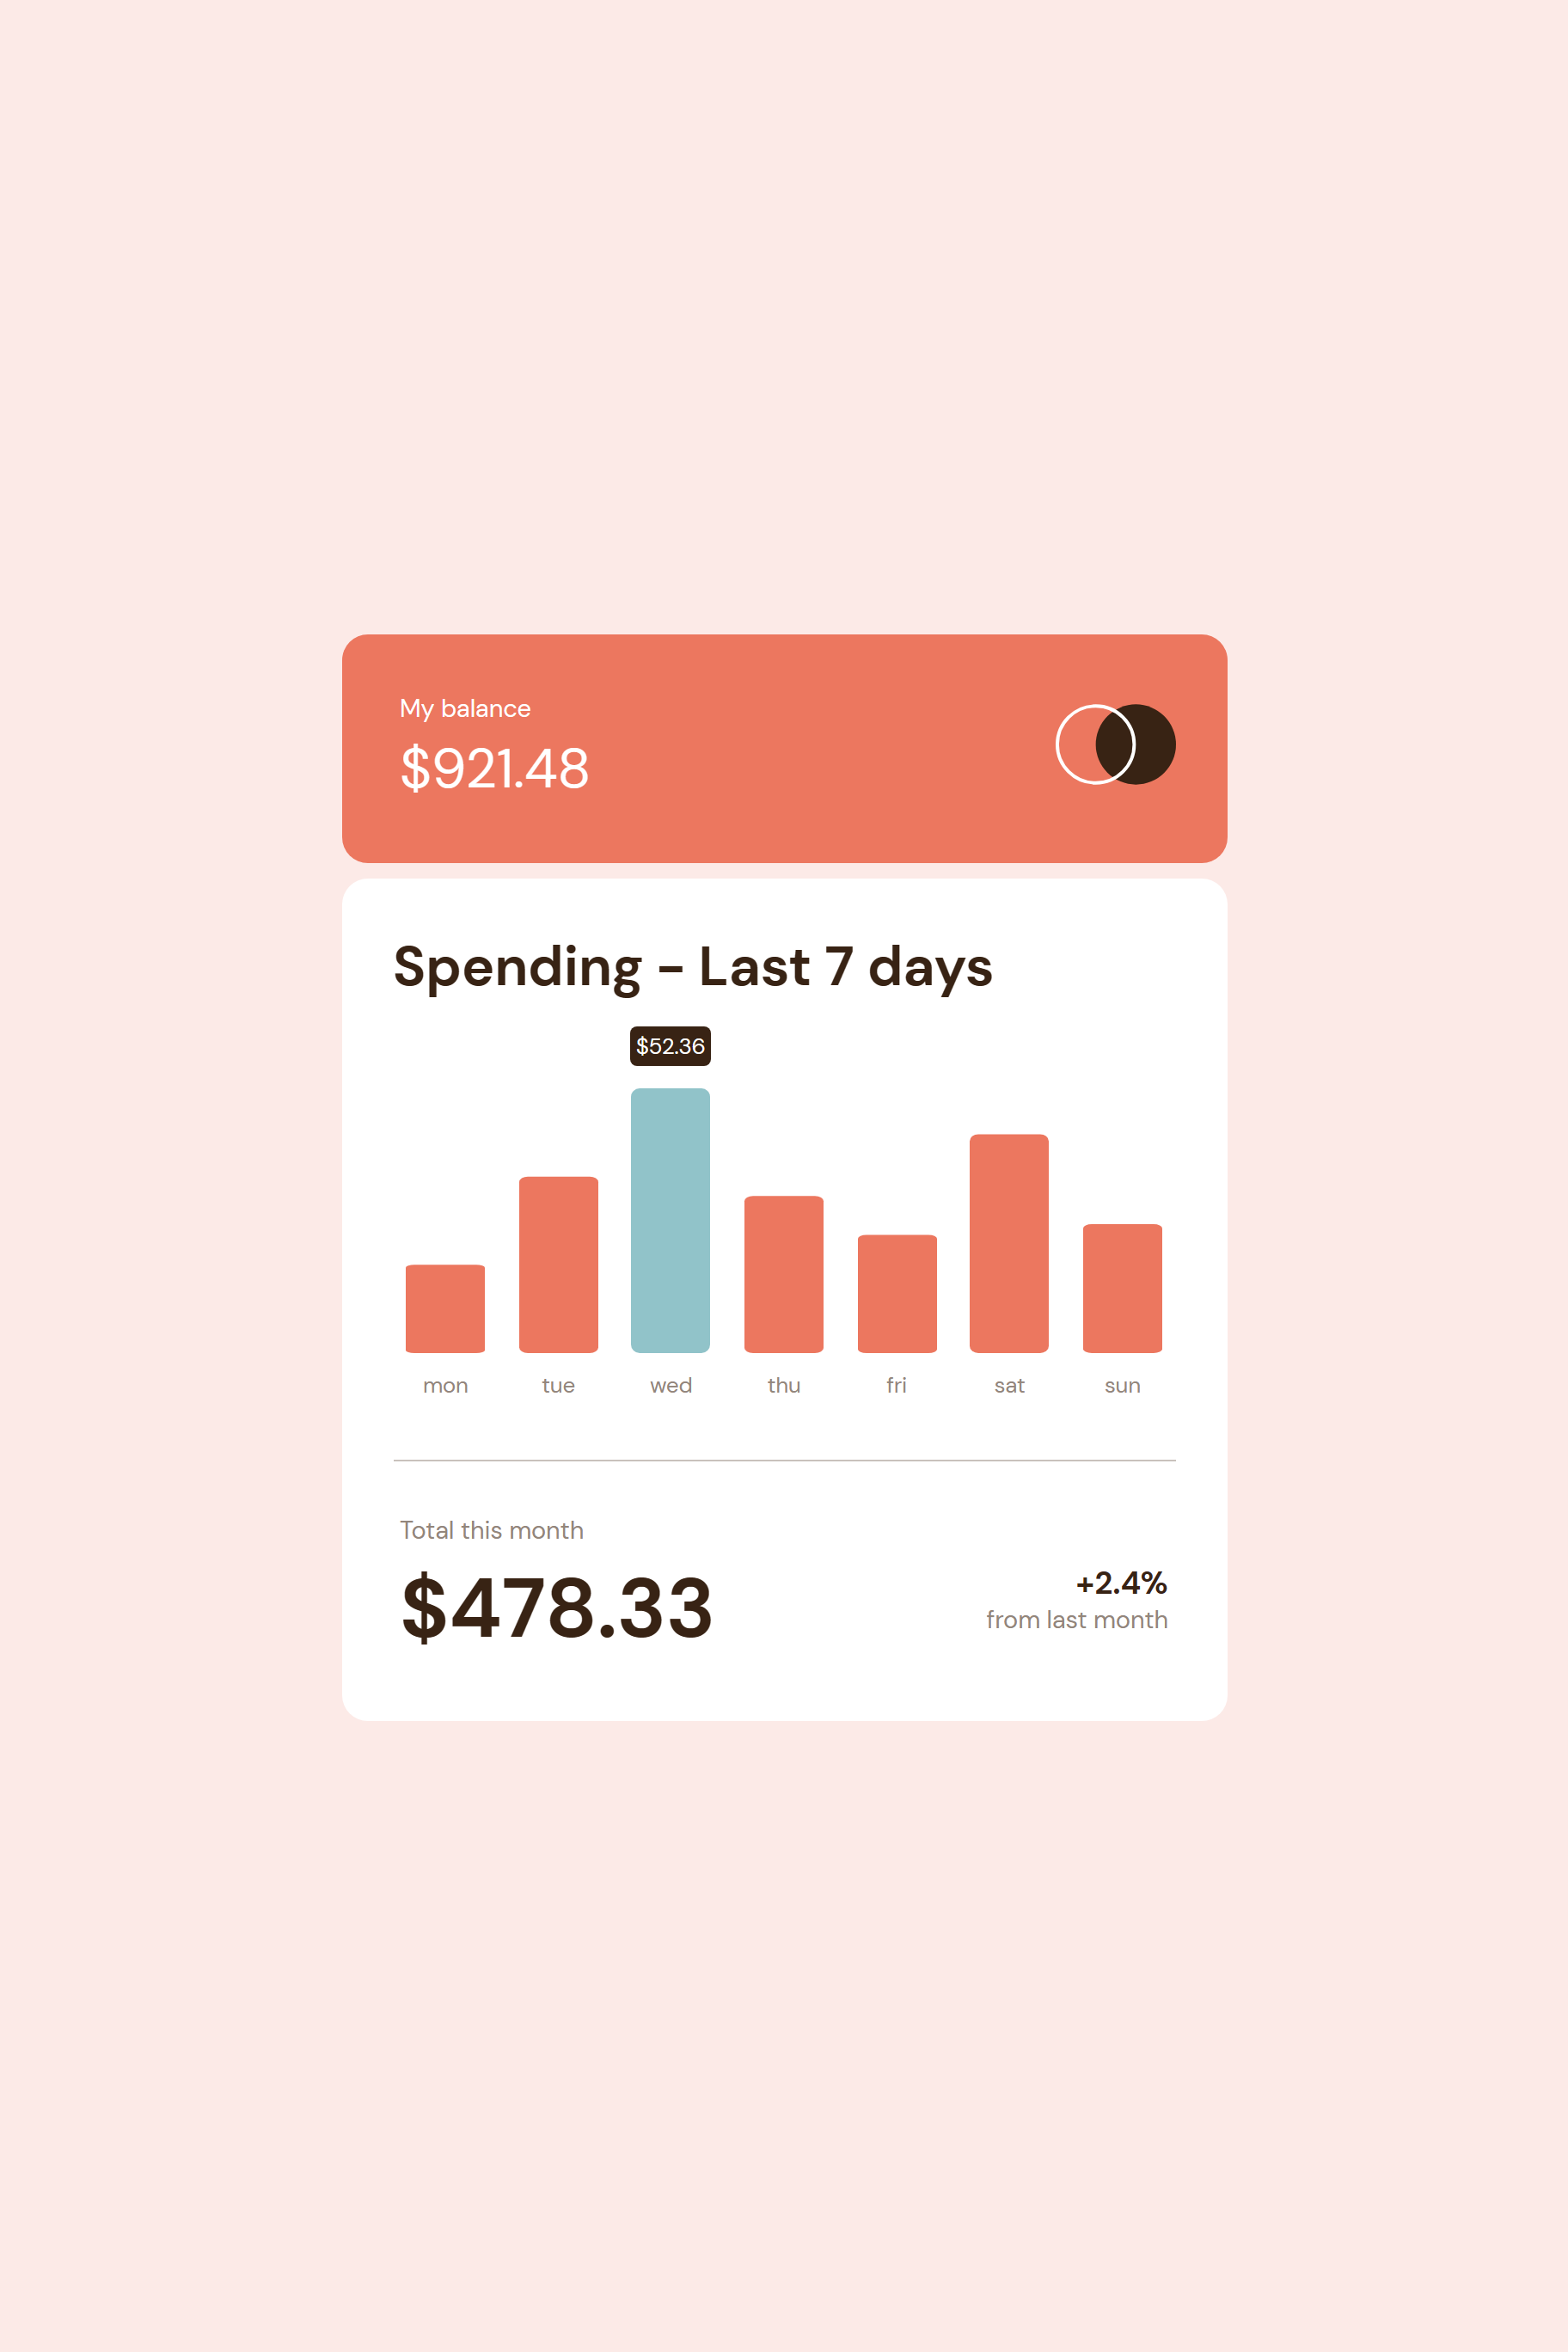 My balance
$921.48
Spending - Last 7 days
$52.36
mon tue wed thu fri sat sun
Total this month
$478.33
+2.4%
from last month